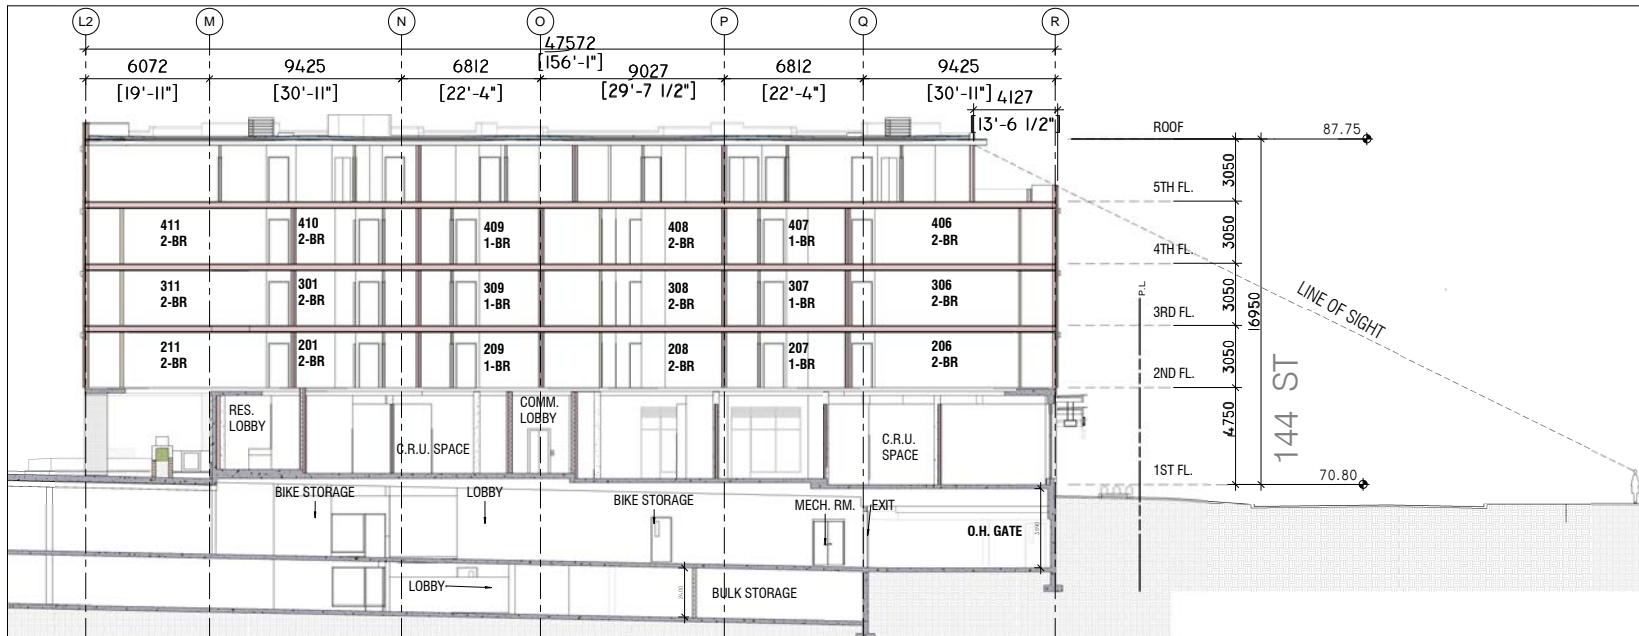 L2 M N O P Q R
47572
[156'-1"]
6072 9425 6812 9027 6812 9425
[19'-11"] [30'-11"] [22'-4"] [29'-7 1/2"] [22'-4"] [30'-11"]
4127
[13'-6 1/2"]
ROOF 87.75
3050
5TH FL.
411 410 409 408 407 406
2-BR 2-BR 1-BR 2-BR 1-BR 2-BR
3050
4TH FL.
311 301 309 308 307 306
2-BR 2-BR 1-BR 2-BR 1-BR 2-BR
P.L.
3050
16950
LINE OF SIGHT
3RD FL.
211 201 209 208 207 206
2-BR 2-BR 1-BR 2-BR 1-BR 2-BR
3050
2ND FL.
144 ST
RES.
LOBBY
C.R.U. SPACE
COMM.
LOBBY
C.R.U.
SPACE
4750
1ST FL. 70.80
BIKE STORAGE LOBBY BIKE STORAGE MECH. RM. EXIT
O.H. GATE
LOBBY BULK STORAGE